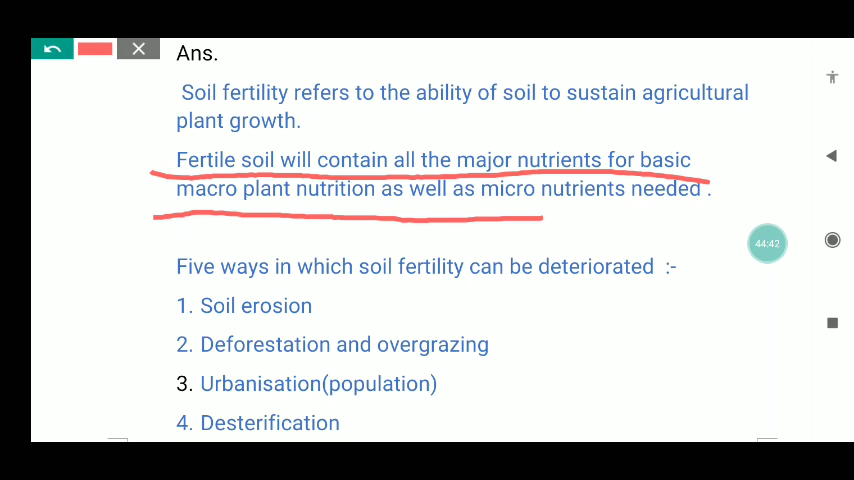 Ans.
Soil fertility refers to the ability of soil to sustain agricultural
plant growth.
Fertile soil will contain all the major nutrients for basic
macro plant nutrition as well as micro nutrients needed .
44:42
Five ways in which soil fertility can be deteriorated :-
1. Soil erosion
2. Deforestation and overgrazing
3. Urbanisation(population)
4. Desterification